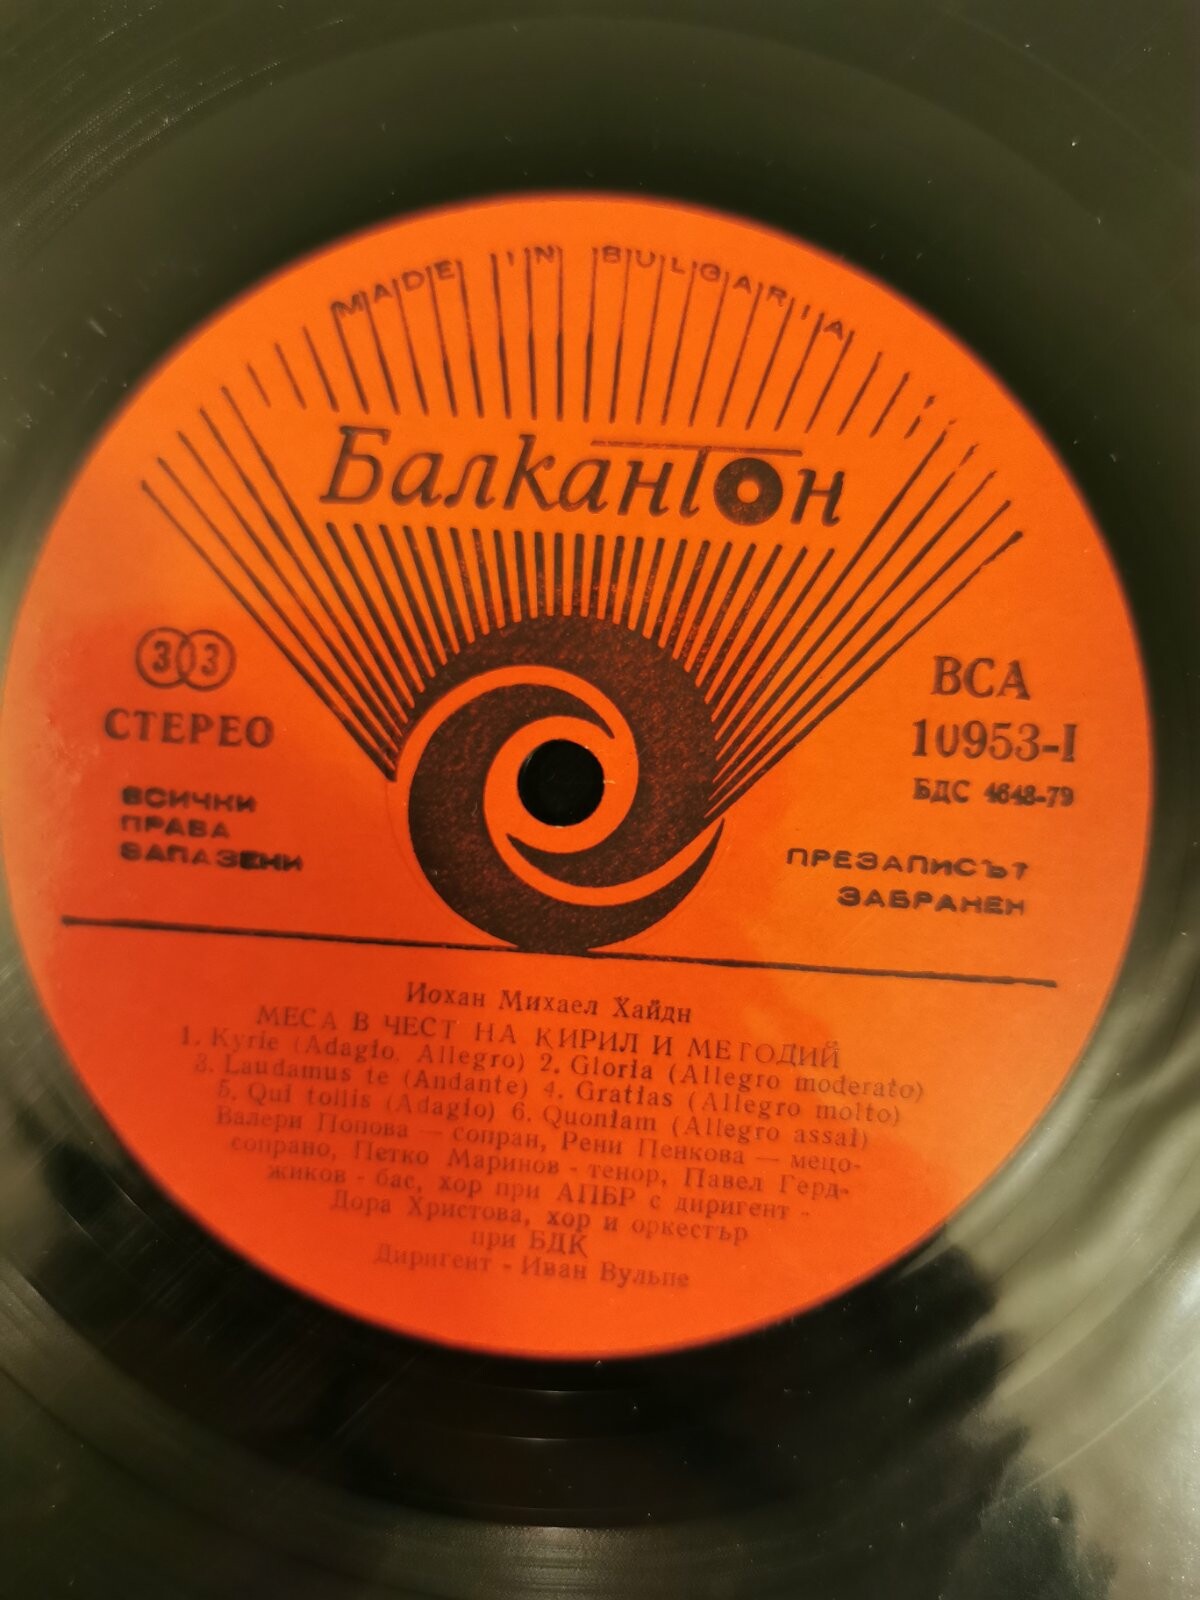 MADE IN BULGARIA
Балкантон
33
СТЕРЕО
ВСИЧКИ
ПРАВА
ЗАПАЗЕНИ
ВСА
10953-I
БДС 4648-79
ПРЕЗАПИСЪТ
ЗАБРАНЕН
Йохан Михаел Хайдн
МЕСА В ЧЕСТ НА КИРИЛ И МЕТОДИЙ
1. Kyrie (Adagio. Allegro) 2. Gloria (Allegro moderato)
3. Laudamus te (Andante) 4. Gratias (Allegro molto)
5. Qui tollis (Adagio) 6. Quoniam (Allegro assai)
Валери Попова — сопран, Рени Пенкова — мецо-
сопрано, Петко Маринов - тенор, Павел Герд-
жиков - бас, хор при АПБР с диригент -
Дора Христова, хор и оркестър
при БДК
Диригент - Иван Вульпе